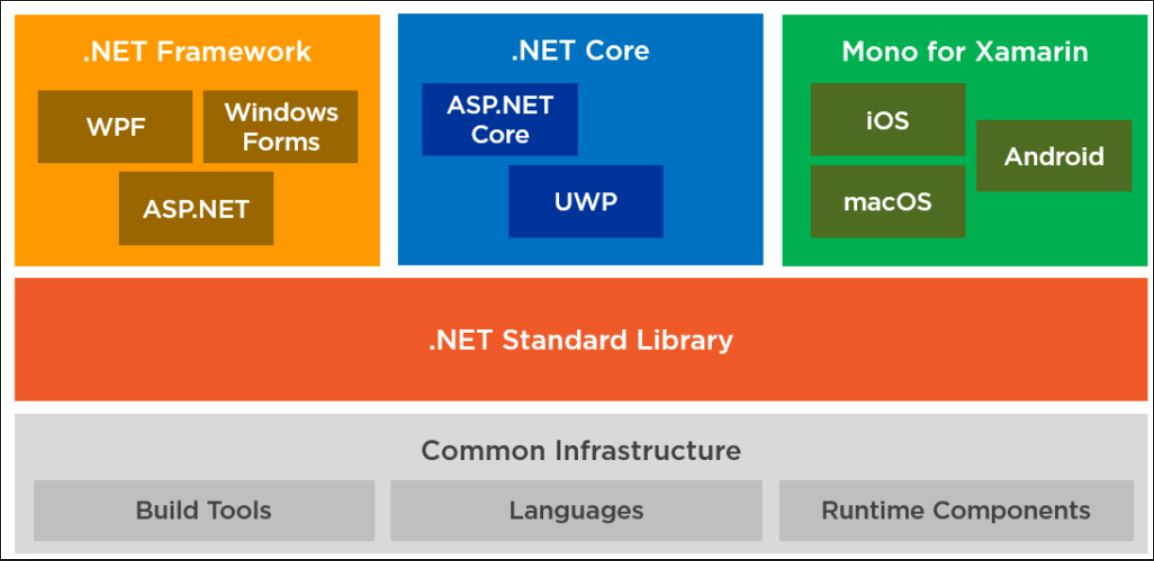 .NET Framework
WPF
Windows
Forms
ASP.NET
.NET Core
ASP.NET
Core
UWP
Mono for Xamarin
iOS
Android
macOS
.NET Standard Library
Common Infrastructure
Build Tools
Languages
Runtime Components